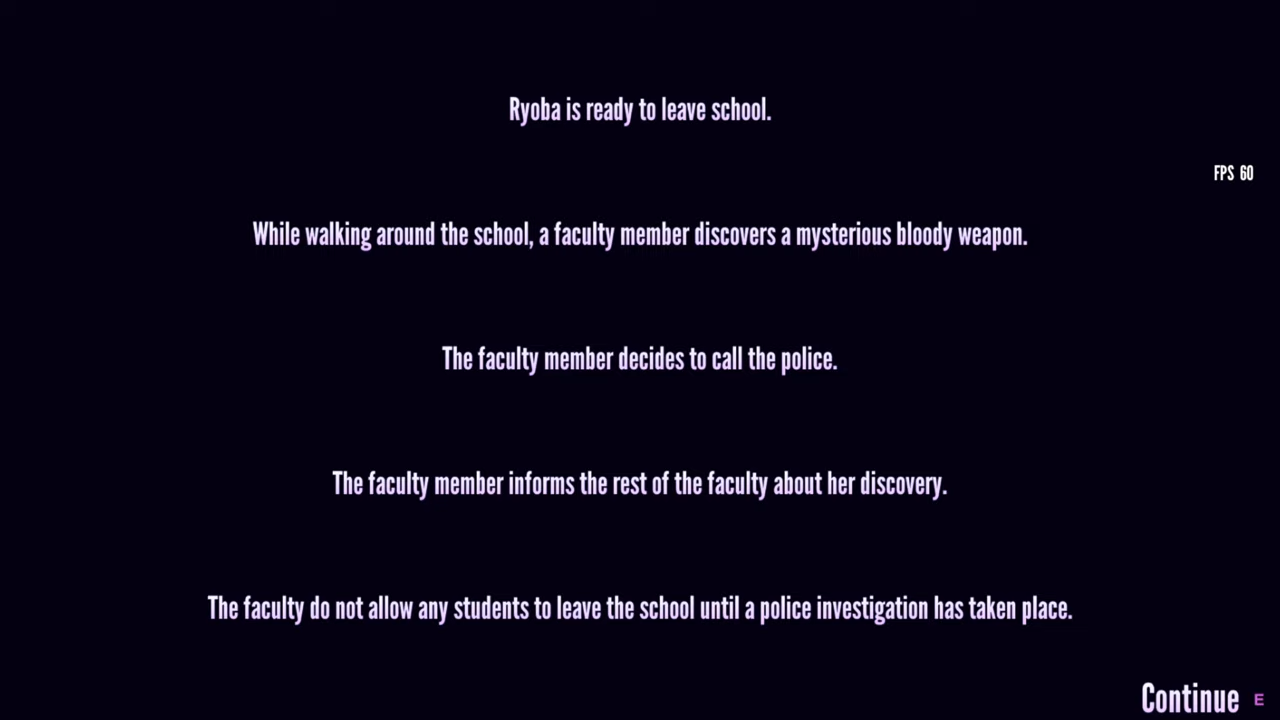 Ryoba is ready to leave school.
FPS 60
While walking around the school, a faculty member discovers a mysterious bloody weapon.
The faculty member decides to call the police.
The faculty member informs the rest of the faculty about her discovery.
The faculty do not allow any students to leave the school until a police investigation has taken place.
Continue E